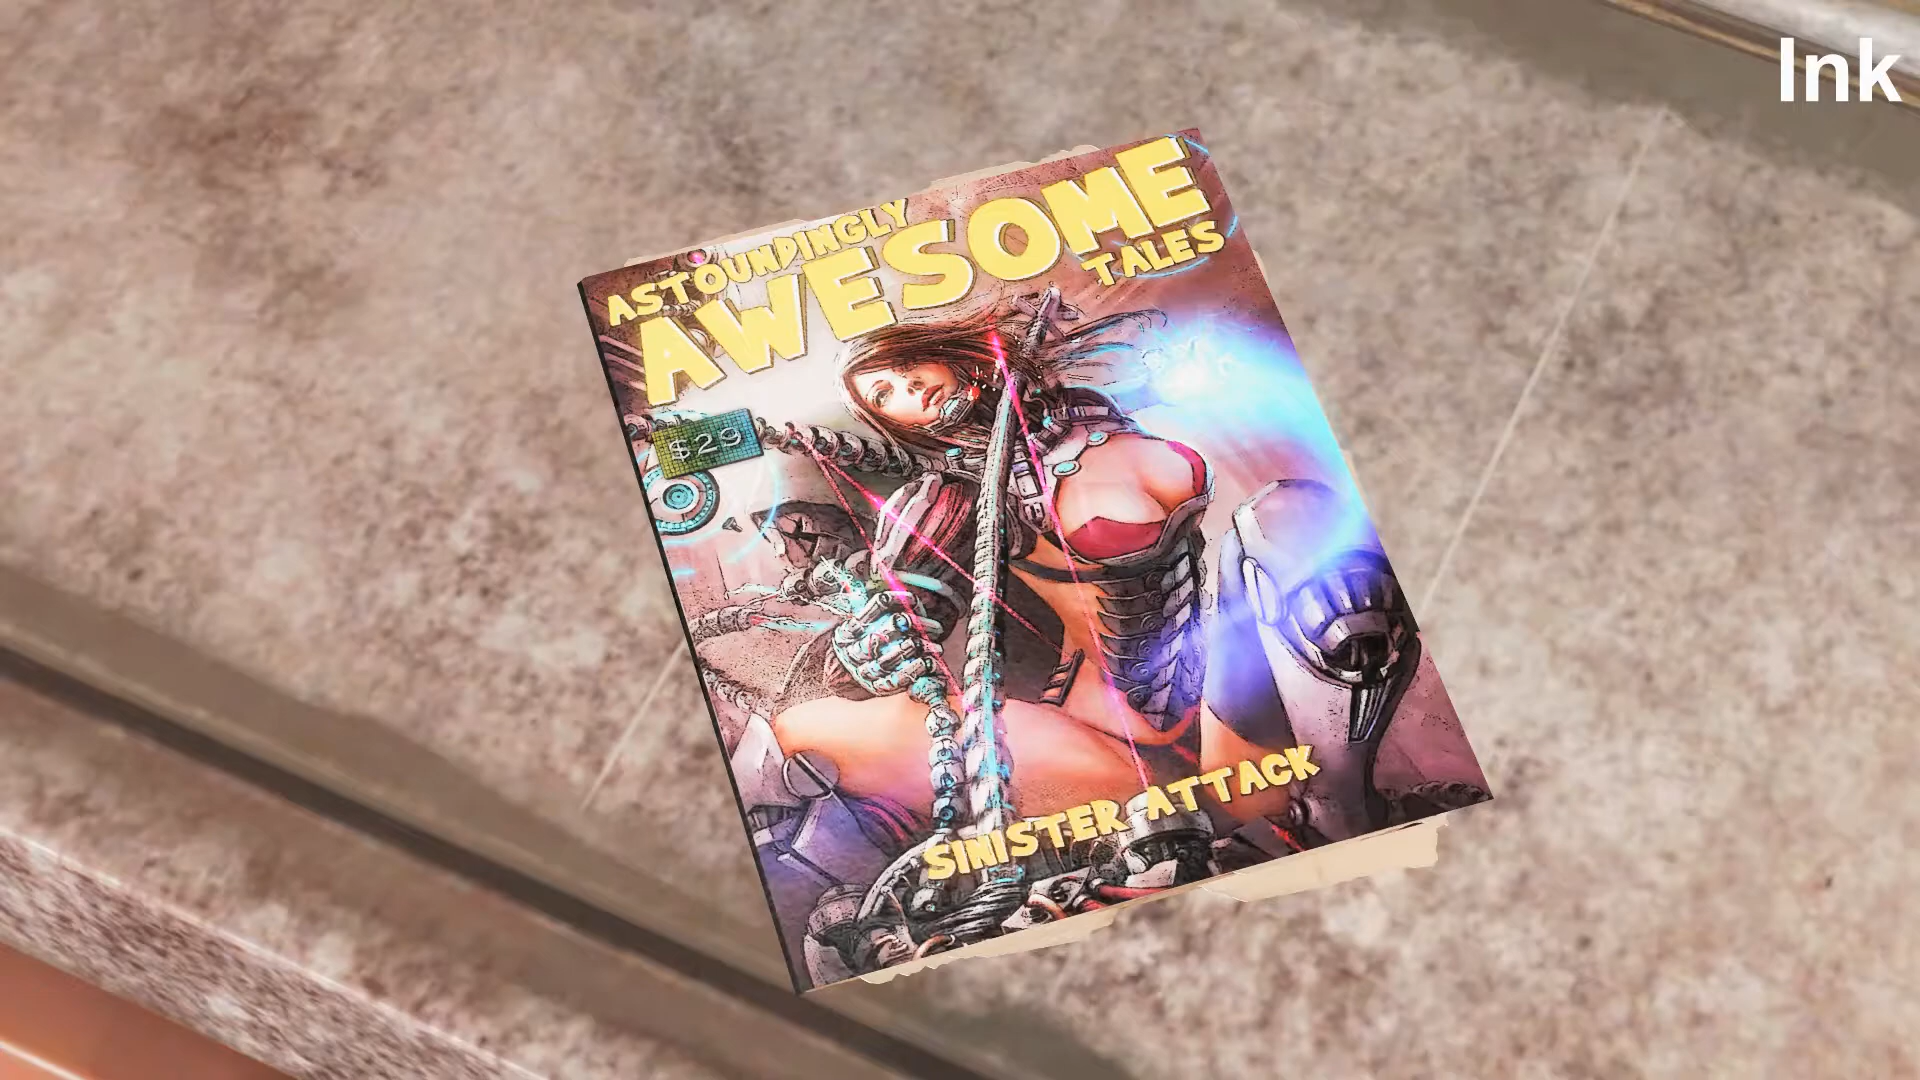 Ink
ASTOUNDINGLY
AWESOME
TALES
$29
SINISTER ATTACK